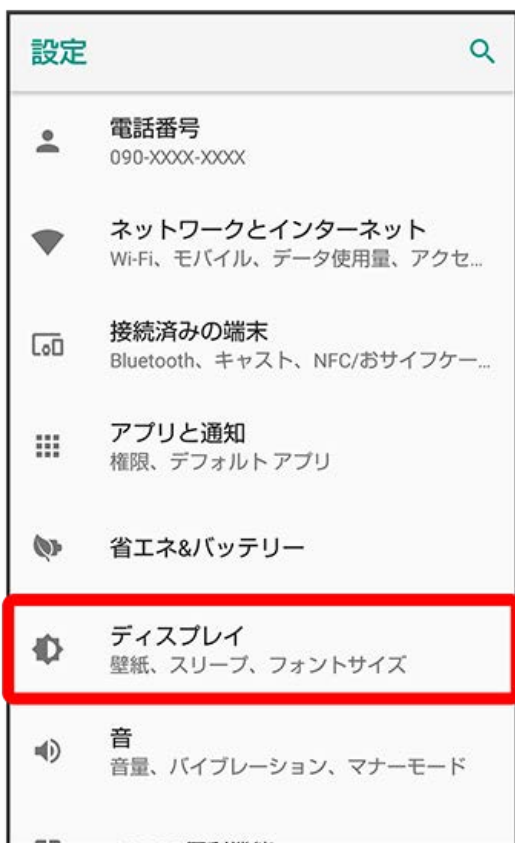 設定
電話番号
090-XXXX-XXXX
ネットワークとインターネット
Wi-Fi、モバイル、データ使用量、アクセ...
接続済みの端末
Bluetooth、キャスト、NFC/おサイフケー...
アプリと通知
権限、デフォルト アプリ
省エネ&バッテリー
ディスプレイ
壁紙、スリープ、フォントサイズ
音
音量、バイブレーション、マナーモード